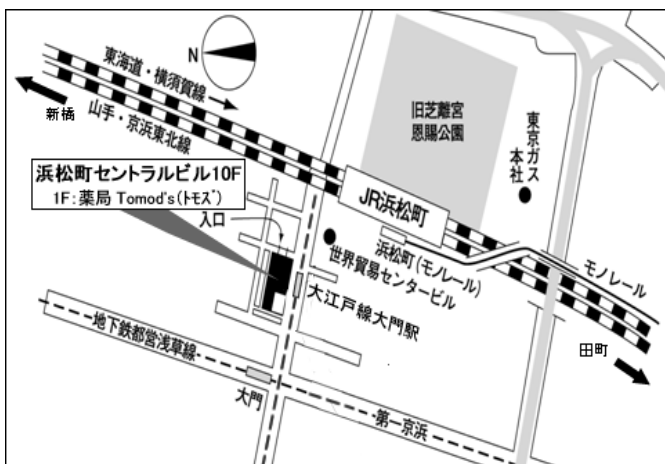 N
東海道・横須賀線
新橋
山手・京浜東北線
旧芝離宮
恩賜公園
東京ガス
本社
浜松町セントラルビル10F
1F:薬局 Tomod's(トモズ)
入口
JR浜松町
浜松町(モノレール)
世界貿易センタービル
モノレール
大江戸線大門駅
地下鉄都営浅草線
田町
大門
第一京浜